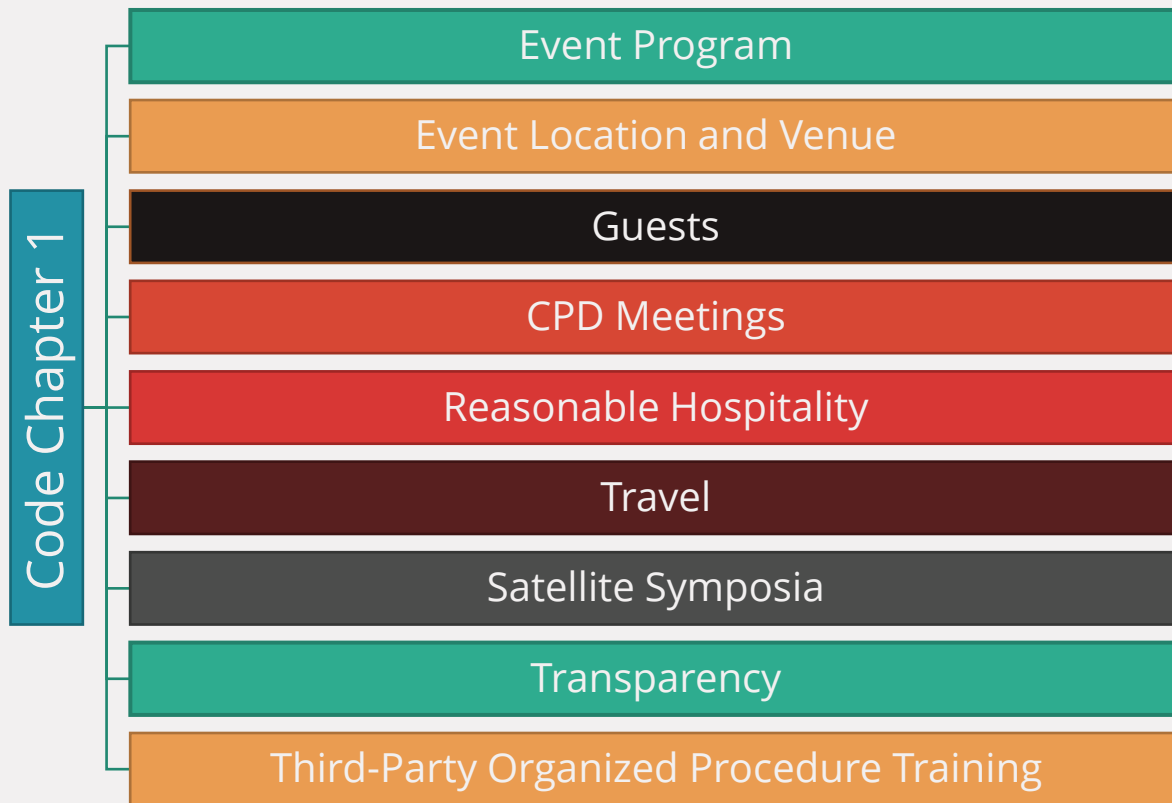 Code Chapter 1
Event Program
Event Location and Venue
Guests
CPD Meetings
Reasonable Hospitality
Travel
Satellite Symposia
Transparency
Third-Party Organized Procedure Training